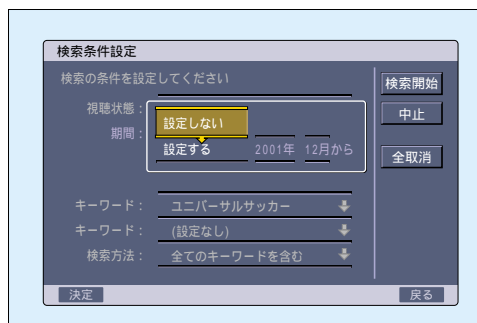 検索条件設定
検索の条件を設定してください
検索開始
視聴状態：
中止
設定しない
期間：
設定する 2001年 12月から
全取消
キーワード： ユニバーサルサッカー
キーワード： (設定なし)
検索方法： 全てのキーワードを含む
決定 戻る